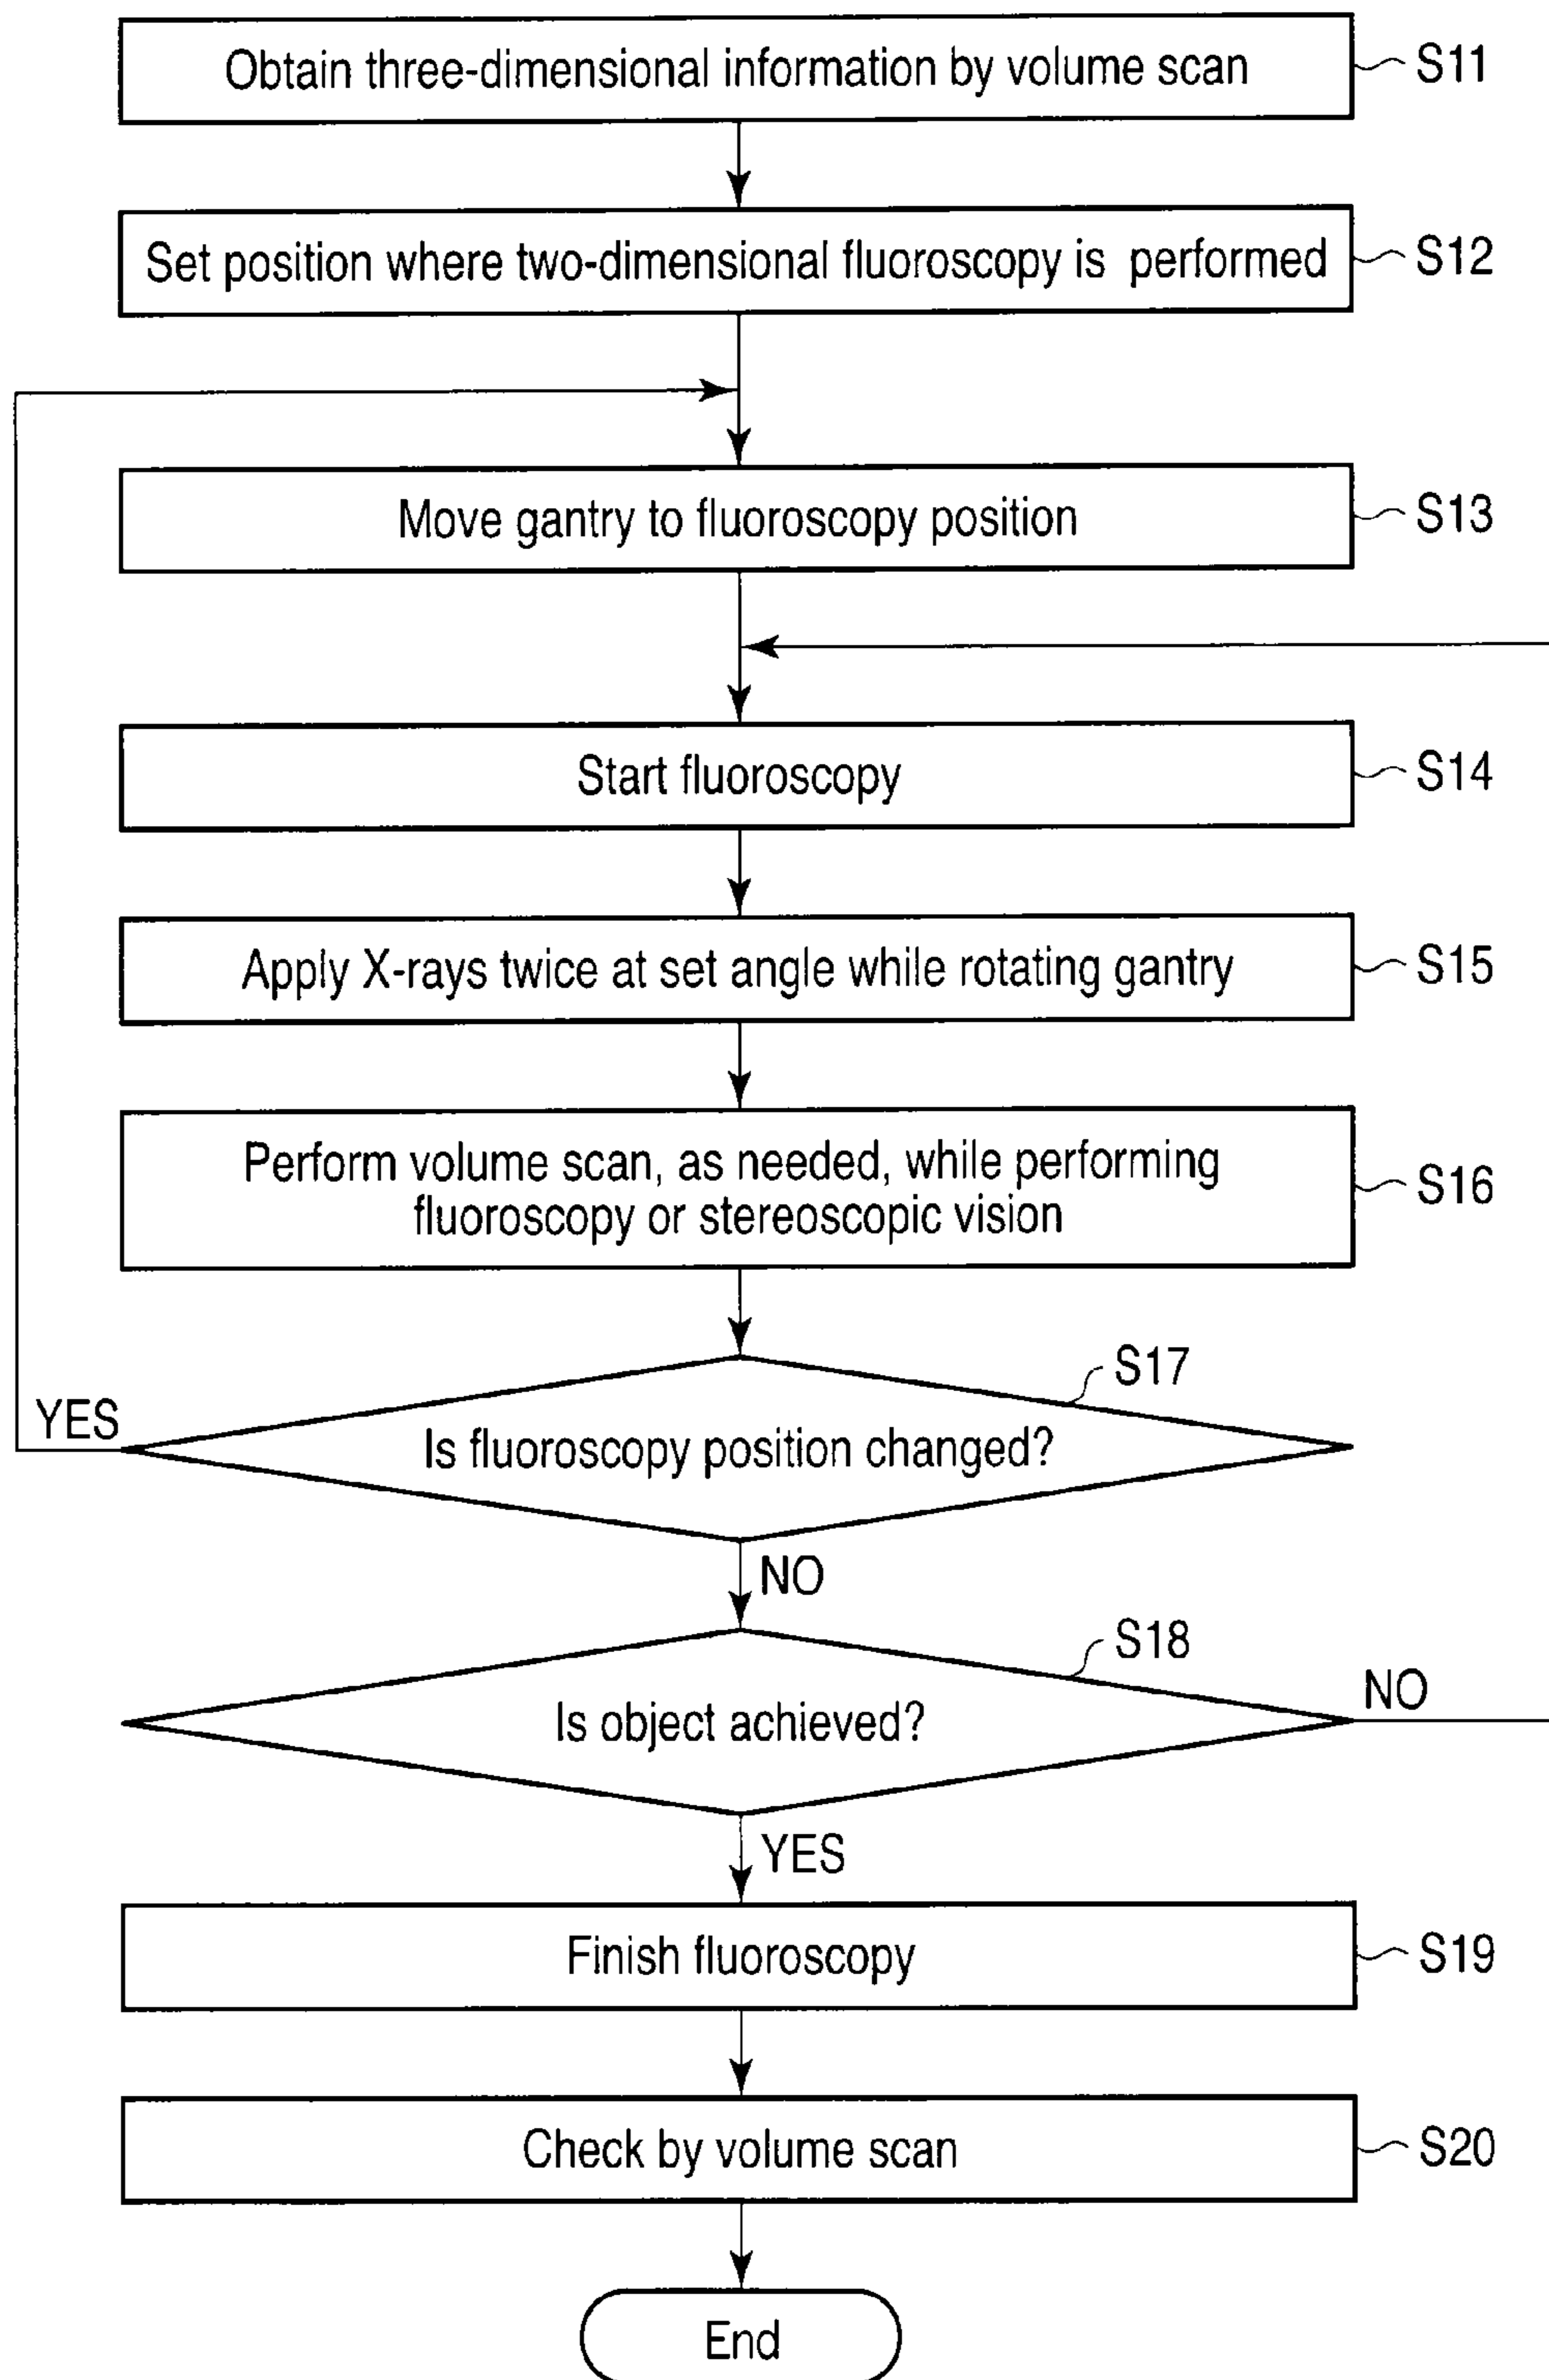 Obtain three-dimensional information by volume scan
S11
Set position where two-dimensional fluoroscopy is performed
S12
Move gantry to fluoroscopy position
S13
Start fluoroscopy
S14
Apply X-rays twice at set angle while rotating gantry
S15
Perform volume scan, as needed, while performing
fluoroscopy or stereoscopic vision
S16
S17
YES
Is fluoroscopy position changed?
NO
S18
NO
Is object achieved?
YES
Finish fluoroscopy
S19
Check by volume scan
S20
End